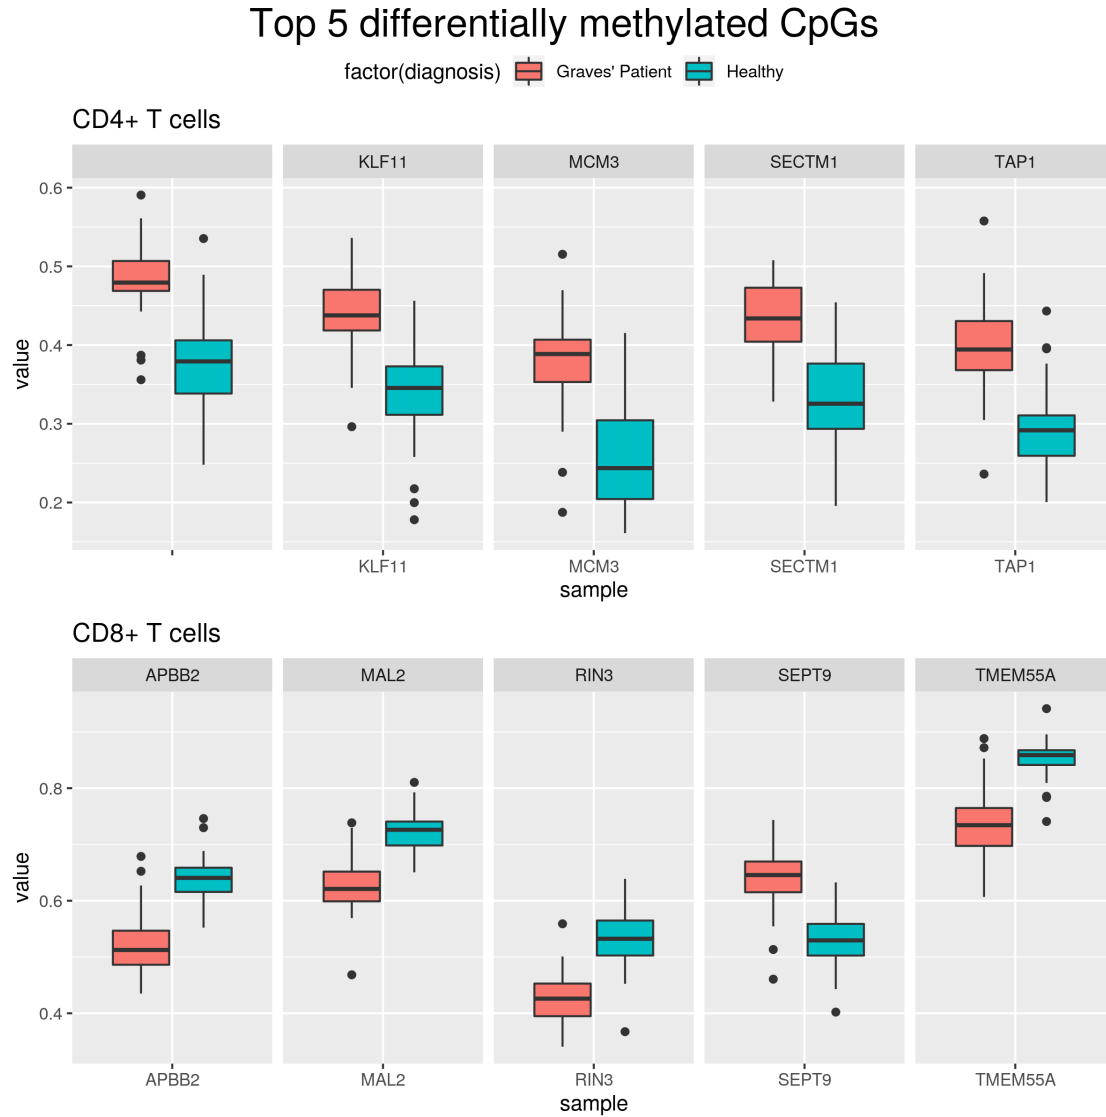 Top 5 differentially methylated CpGs
factor(diagnosis) Graves' Patient Healthy
CD4+ T cells
KLF11 MCM3 SECTM1 TAP1
0.6
0.5
0.4
0.3
0.2
value
KLF11 MCM3 SECTM1 TAP1
sample
CD8+ T cells
APBB2 MAL2 RIN3 SEPT9 TMEM55A
0.8
0.6
0.4
value
APBB2 MAL2 RIN3 SEPT9 TMEM55A
sample